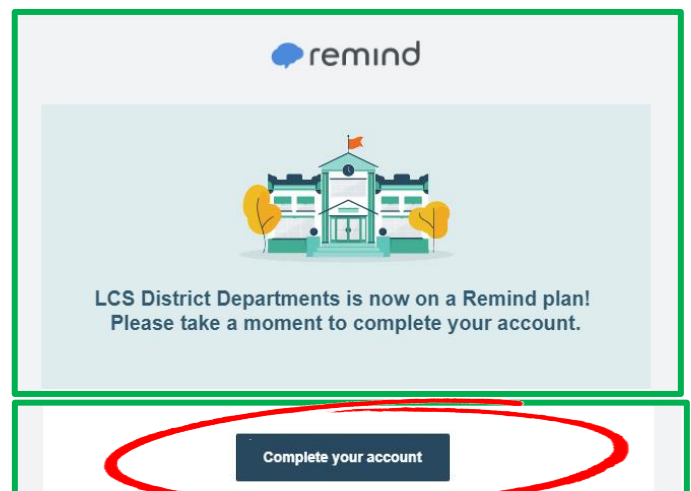 remind
LCS District Departments is now on a Remind plan!
Please take a moment to complete your account.
Complete your account